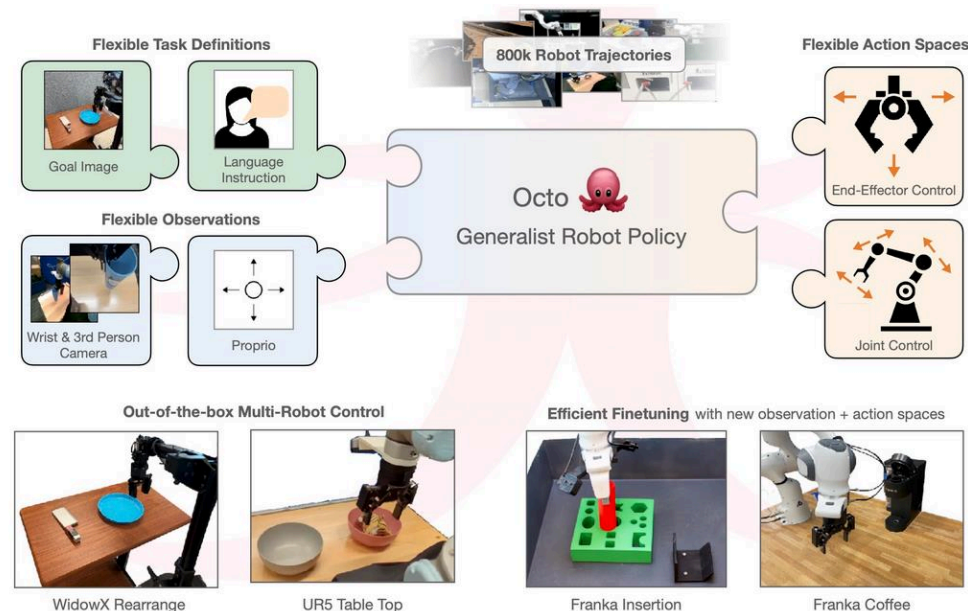 Flexible Task Definitions
800k Robot Trajectories
Flexible Action Spaces
Goal Image
Language
Instruction
Octo
Generalist Robot Policy
End-Effector Control
Flexible Observations
Wrist & 3rd Person
Camera
Proprio
Joint Control
Out-of-the-box Multi-Robot Control
Efficient Finetuning with new observation + action spaces
WidowX Rearrange
UR5 Table Top
Franka Insertion
Franka Coffee